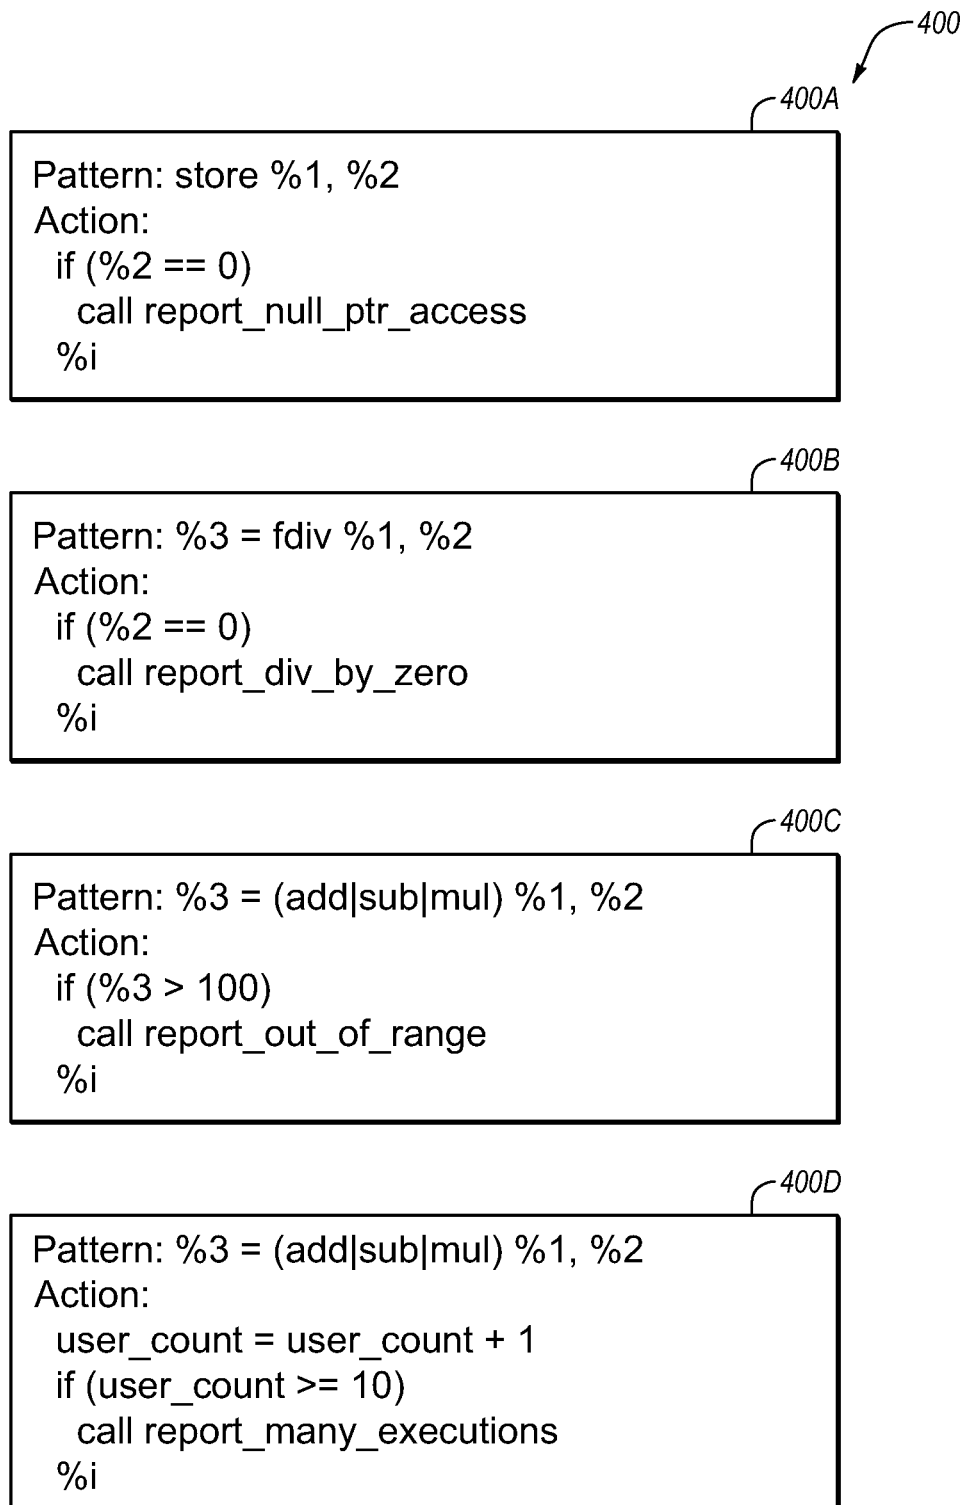 400
400A
Pattern: store %1, %2
Action:
if (%2 == 0)
call report_null_ptr_access
%i
400B
Pattern: %3 = fdiv %1, %2
Action:
if (%2 == 0)
call report_div_by_zero
%i
400C
Pattern: %3 = (add|sub|mul) %1, %2
Action:
if (%3 > 100)
call report_out_of_range
%i
400D
Pattern: %3 = (add|sub|mul) %1, %2
Action:
user_count = user_count + 1
if (user_count >= 10)
call report_many_executions
%i